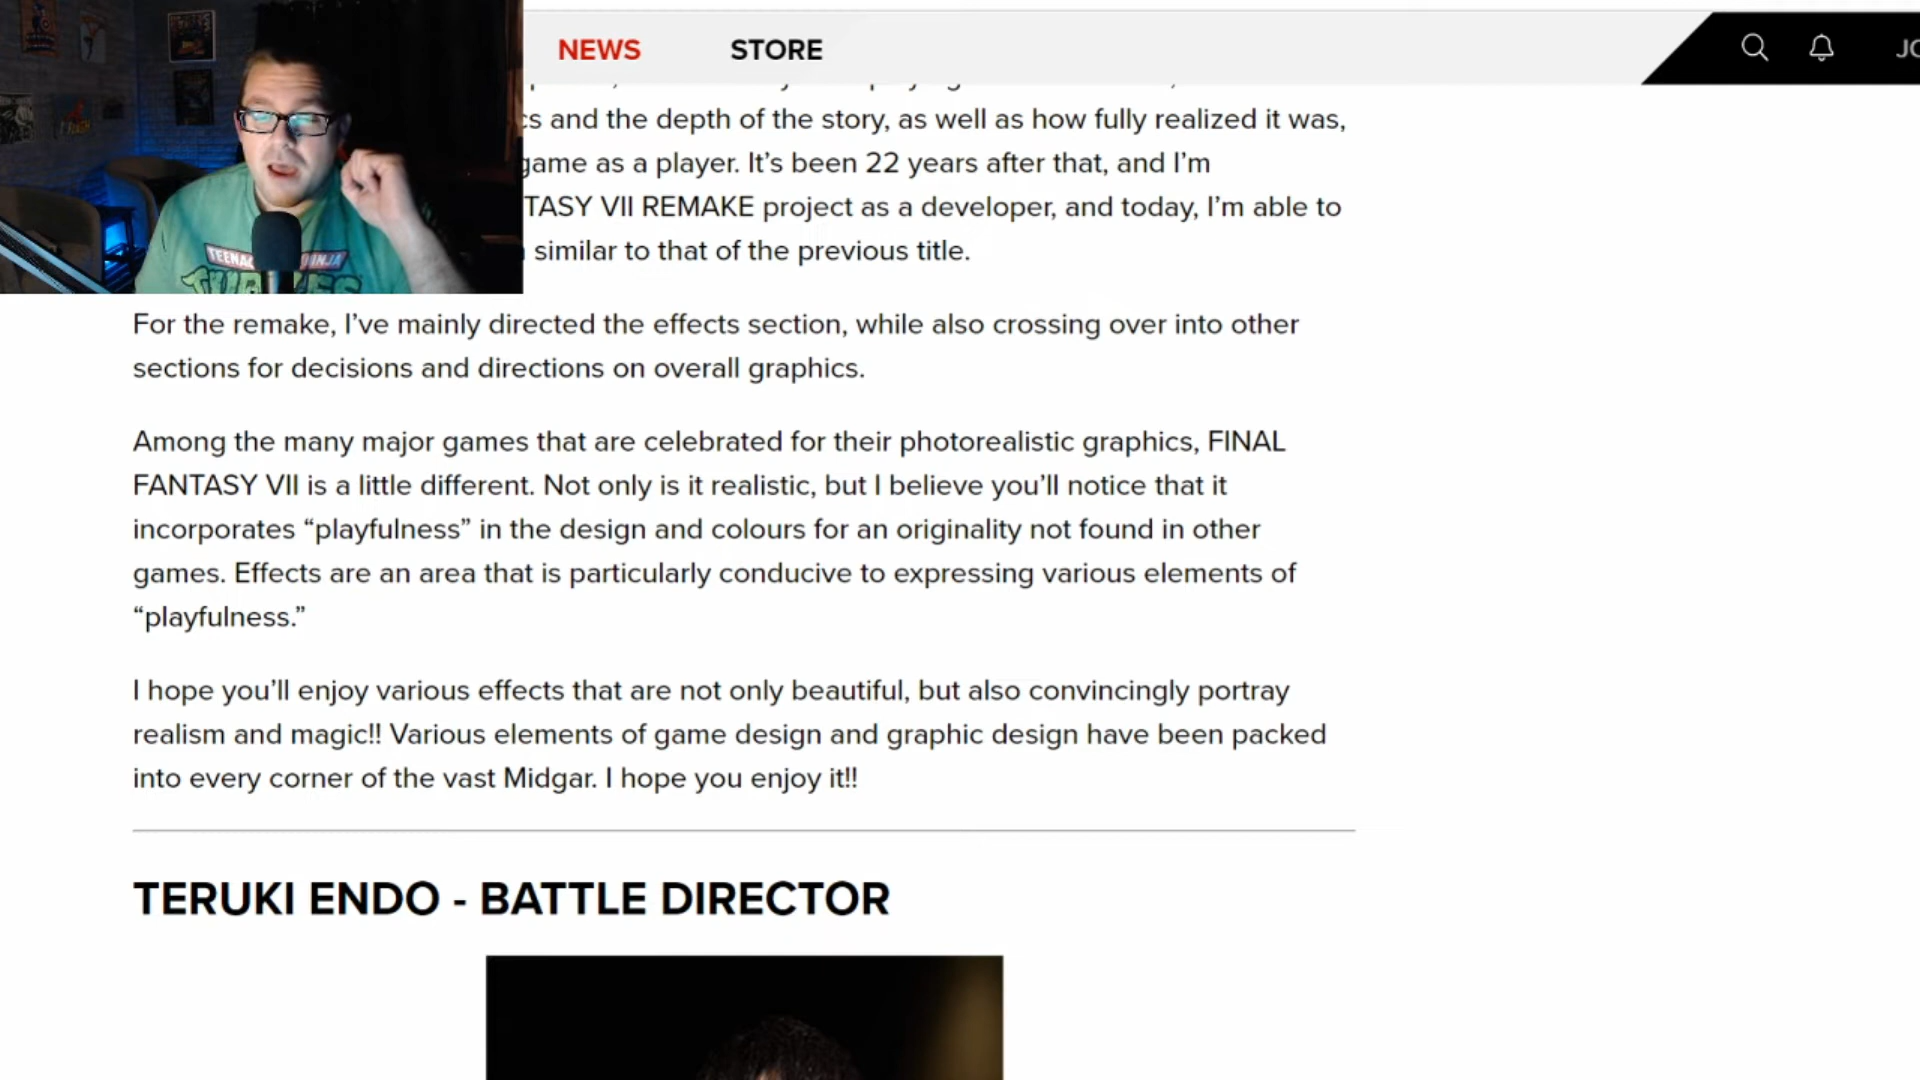 NEWS STORE
and the depth of the story, as well as how fully realized it was,
game as a player. It’s been 22 years after that, and I’m
VII REMAKE project as a developer, and today, I’m able to
similar to that of the previous title.
For the remake, I’ve mainly directed the effects section, while also crossing over into other
sections for decisions and directions on overall graphics.
Among the many major games that are celebrated for their photorealistic graphics, FINAL
FANTASY VII is a little different. Not only is it realistic, but I believe you’ll notice that it
incorporates “playfulness” in the design and colours for an originality not found in other
games. Effects are an area that is particularly conducive to expressing various elements of
“playfulness.”
I hope you’ll enjoy various effects that are not only beautiful, but also convincingly portray
realism and magic!! Various elements of game design and graphic design have been packed
into every corner of the vast Midgar. I hope you enjoy it!!
TERUKI ENDO - BATTLE DIRECTOR